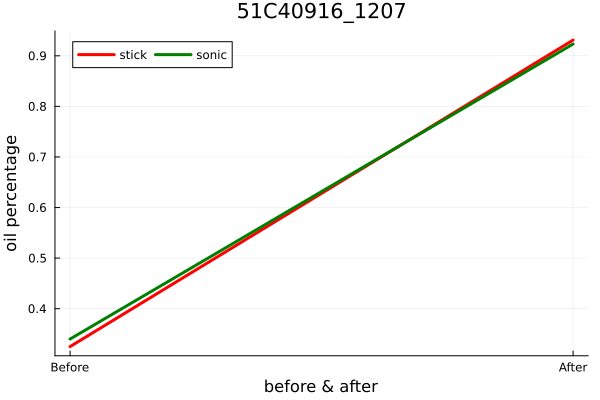 51C40916_1207
stick
sonic
oil percentage
0.9
0.8
0.7
0.6
0.5
0.4
Before
After
before & after